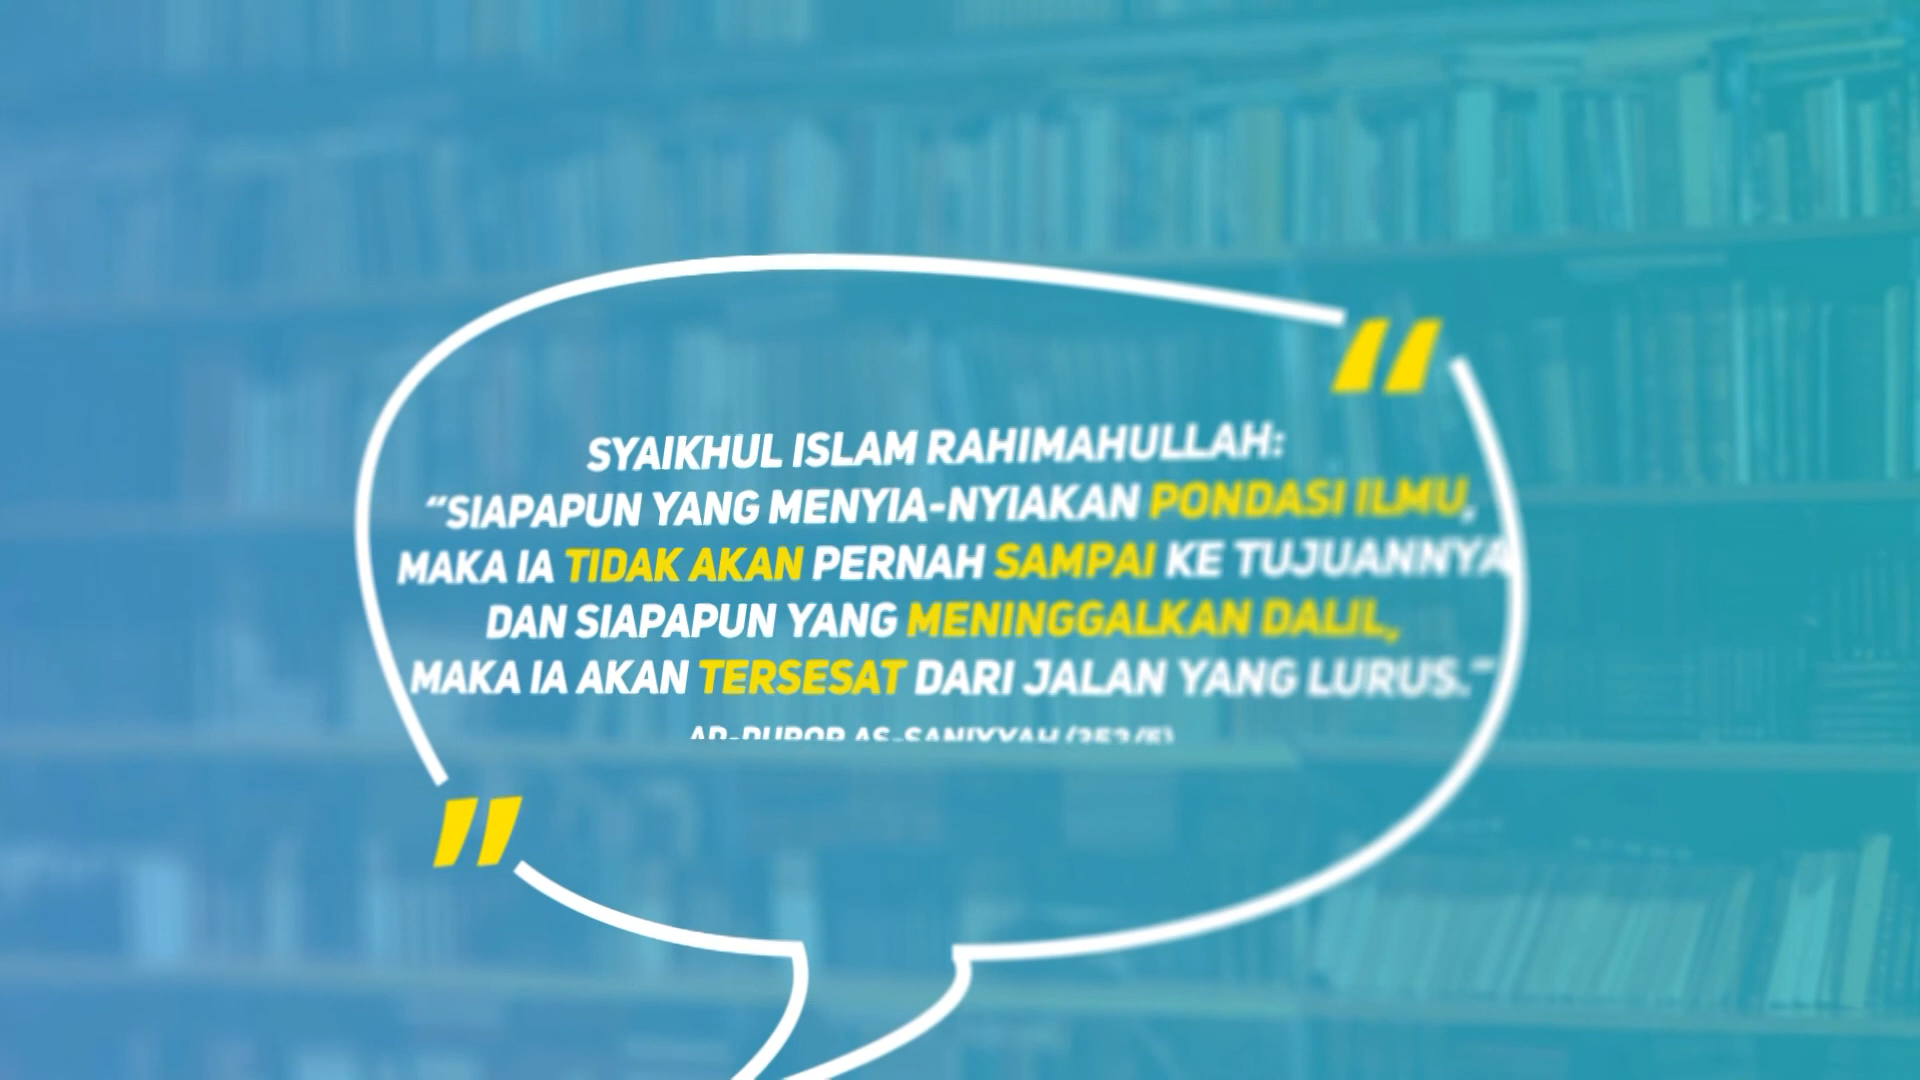 SYAIKHUL ISLAM RAHIMAHULLAH:
“SIAPAPUN YANG MENYIA-NYIAKAN PONDASI ILMU,
MAKA IA TIDAK AKAN PERNAH SAMPAI KE TUJUANNYA
DAN SIAPAPUN YANG MENINGGALKAN DALIL,
MAKA IA AKAN TERSESAT DARI JALAN YANG LURUS.”